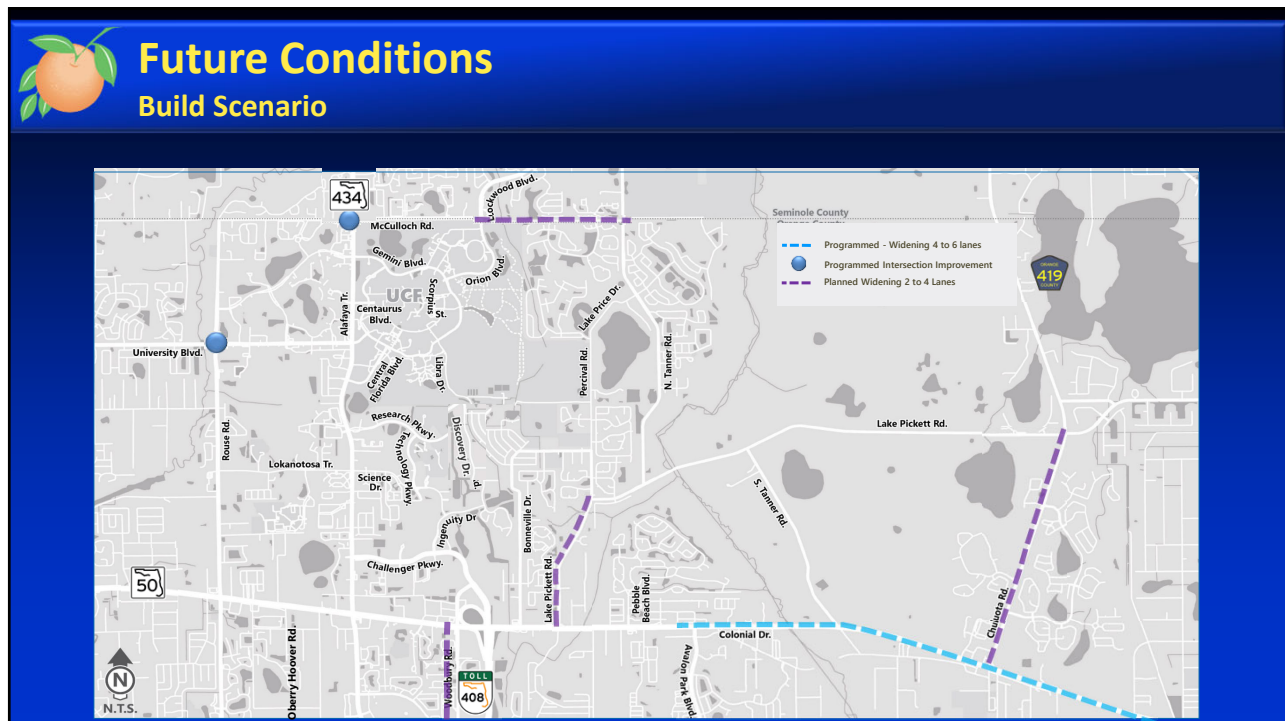 Future Conditions
Build Scenario
434
Lockwood Blvd.
McCulloch Rd.
Seminole County
Orange County
Programmed - Widening 4 to 6 lanes
Programmed Intersection Improvement
Planned Widening 2 to 4 Lanes
ORANGE
419
COUNTY
Gemini Blvd.
Orion Blvd.
Scorpius
St.
UCF
Centaurus
Blvd.
Alafaya Tr.
Lake Price Dr.
University Blvd.
Central
Florida Blvd.
Libra Dr.
Percival Rd.
N. Tanner Rd.
Rouse Rd.
Research Pkwy.
Technology Pkwy.
Discovery Dr.
Lake Pickett Rd.
Lokanotosa Tr.
Science
Dr.
S. Tanner Rd.
Ingenuity Dr
Bonneville Dr.
Challenger Pkwy.
Lake Pickett Rd.
Pebble
Beach Blvd.
50
Chuluota Rd.
Colonial Dr.
Oberry Hoover Rd.
Woodbury Rd.
TOLL
408
Avalon Park Blvd.
N
N.T.S.